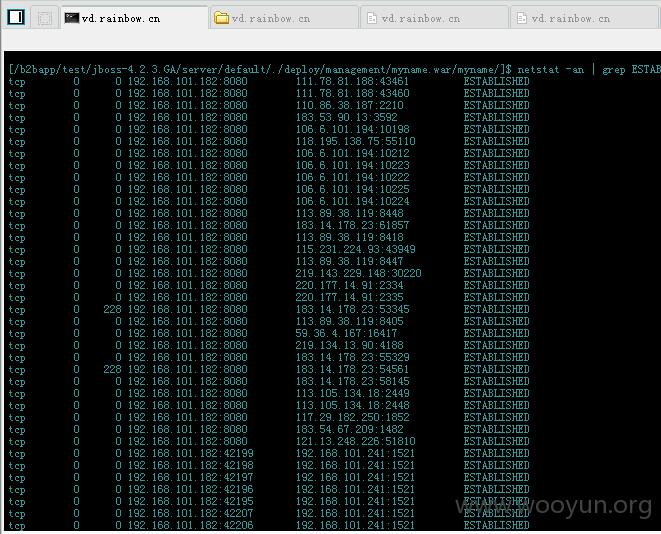 vd.rainbow.cn vd.rainbow.cn vd.rainbow.cn vd.rainbow.cn
[/b2bapp/test/jboss-4.2.3.GA/server/default/./deploy/management/myname.war/myname/]$ netstat -an | grep ESTAB
tcp 0 0 192.168.101.182:8080 111.78.81.188:43461 ESTABLISHED
tcp 0 0 192.168.101.182:8080 111.78.81.188:43460 ESTABLISHED
tcp 0 0 192.168.101.182:8080 110.86.38.187:2210 ESTABLISHED
tcp 0 0 192.168.101.182:8080 183.53.90.13:3592 ESTABLISHED
tcp 0 0 192.168.101.182:8080 106.6.101.194:10198 ESTABLISHED
tcp 0 0 192.168.101.182:8080 118.195.138.75:55110 ESTABLISHED
tcp 0 0 192.168.101.182:8080 106.6.101.194:10212 ESTABLISHED
tcp 0 0 192.168.101.182:8080 106.6.101.194:10223 ESTABLISHED
tcp 0 0 192.168.101.182:8080 106.6.101.194:10222 ESTABLISHED
tcp 0 0 192.168.101.182:8080 106.6.101.194:10225 ESTABLISHED
tcp 0 0 192.168.101.182:8080 106.6.101.194:10224 ESTABLISHED
tcp 0 0 192.168.101.182:8080 113.89.38.119:8448 ESTABLISHED
tcp 0 0 192.168.101.182:8080 183.14.178.23:61857 ESTABLISHED
tcp 0 0 192.168.101.182:8080 113.89.38.119:8418 ESTABLISHED
tcp 0 0 192.168.101.182:8080 115.231.224.93:43949 ESTABLISHED
tcp 0 0 192.168.101.182:8080 113.89.38.119:8447 ESTABLISHED
tcp 0 0 192.168.101.182:8080 219.143.229.148:30220 ESTABLISHED
tcp 0 0 192.168.101.182:8080 220.177.14.91:2334 ESTABLISHED
tcp 0 0 192.168.101.182:8080 220.177.14.91:2335 ESTABLISHED
tcp 0 228 192.168.101.182:8080 183.14.178.23:53345 ESTABLISHED
tcp 0 0 192.168.101.182:8080 113.89.38.119:8405 ESTABLISHED
tcp 0 0 192.168.101.182:8080 59.36.4.167:16417 ESTABLISHED
tcp 0 0 192.168.101.182:8080 219.134.13.90:4188 ESTABLISHED
tcp 0 0 192.168.101.182:8080 183.14.178.23:55329 ESTABLISHED
tcp 0 228 192.168.101.182:8080 183.14.178.23:54561 ESTABLISHED
tcp 0 0 192.168.101.182:8080 183.14.178.23:58145 ESTABLISHED
tcp 0 0 192.168.101.182:8080 113.105.134.18:2449 ESTABLISHED
tcp 0 0 192.168.101.182:8080 113.105.134.18:2448 ESTABLISHED
tcp 0 0 192.168.101.182:8080 117.29.182.250:1852 ESTABLISHED
tcp 0 0 192.168.101.182:8080 183.54.67.209:1482 ESTABLISHED
tcp 0 0 192.168.101.182:8080 121.13.248.226:51810 ESTABLISHED
tcp 0 0 192.168.101.182:42199 192.168.101.241:1521 ESTABLISHED
tcp 0 0 192.168.101.182:42198 192.168.101.241:1521 ESTABLISHED
tcp 0 0 192.168.101.182:42197 192.168.101.241:1521 ESTABLISHED
tcp 0 0 192.168.101.182:42196 192.168.101.241:1521 ESTABLISHED
tcp 0 0 192.168.101.182:42195 192.168.101.241:1521 ESTABLISHED
tcp 0 0 192.168.101.182:42207 192.168.101.241:1521 ESTABLISHED
tcp 0 0 192.168.101.182:42206 192.168.101.241:1521 ESTABLISHED
www.wooyun.org